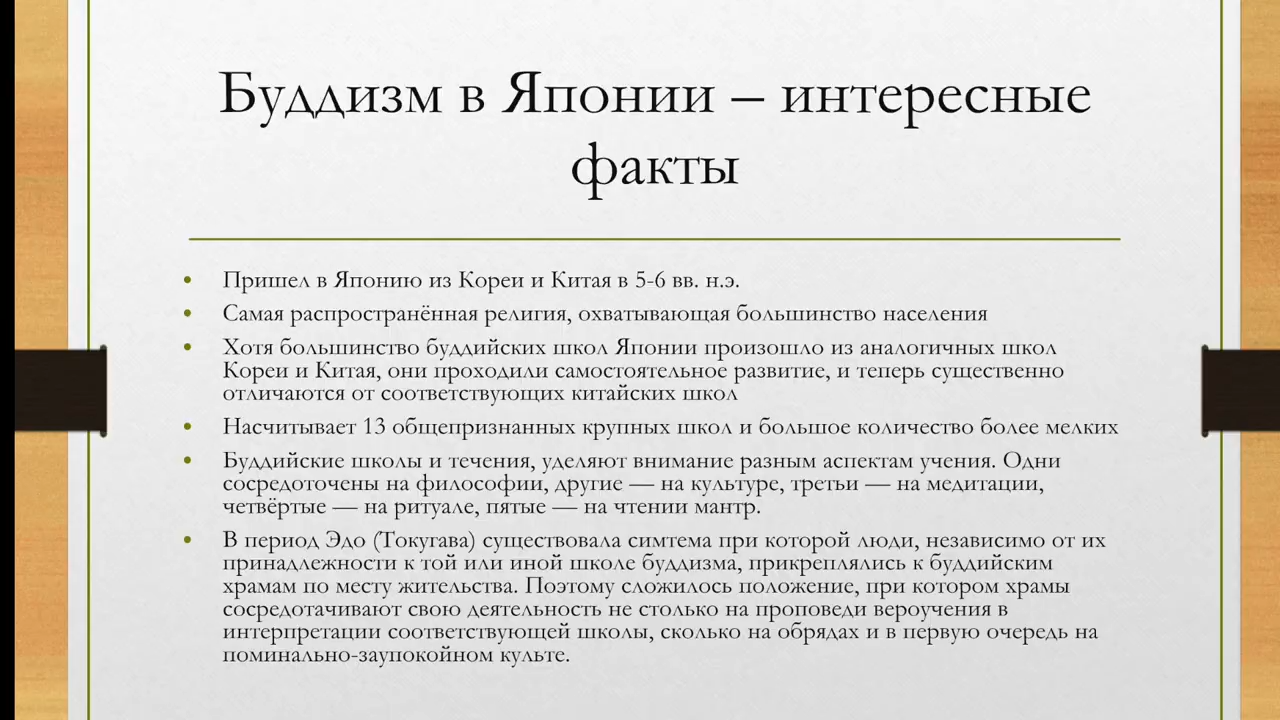 Буддизм в Японии – интересные
факты
• Пришел в Японию из Кореи и Китая в 5-6 вв. н.э.
• Самая распространённая религия, охватывающая большинство населения
• Хотя большинство буддийских школ Японии произошло из аналогичных школ
Кореи и Китая, они проходили самостоятельное развитие, и теперь существенно
отличаются от соответствующих китайских школ
• Насчитывает 13 общепризнанных крупных школ и большое количество более мелких
• Буддийские школы и течения, уделяют внимание разным аспектам учения. Одни
сосредоточены на философии, другие — на культуре, третьи — на медитации,
четвёртые — на ритуале, пятые — на чтении мантр.
• В период Эдо (Токугава) существовала симтема при которой люди, независимо от их
принадлежности к той или иной школе буддизма, прикреплялись к буддийским
храмам по месту жительства. Поэтому сложилось положение, при котором храмы
сосредотачивают свою деятельность не столько на проповеди вероучения в
интерпретации соответствующей школы, сколько на обрядах и в первую очередь на
поминально-заупокойном культе.